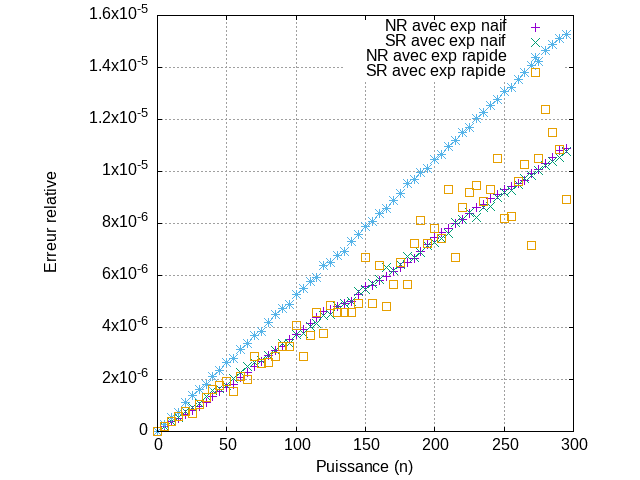 1.6x10-5
1.4x10-5
1.2x10-5
1x10-5
8x10-6
6x10-6
4x10-6
2x10-6
0
Erreur relative
NR avec exp naif
SR avec exp naif
NR avec exp rapide
SR avec exp rapide
0 50 100 150 200 250 300
Puissance (n)